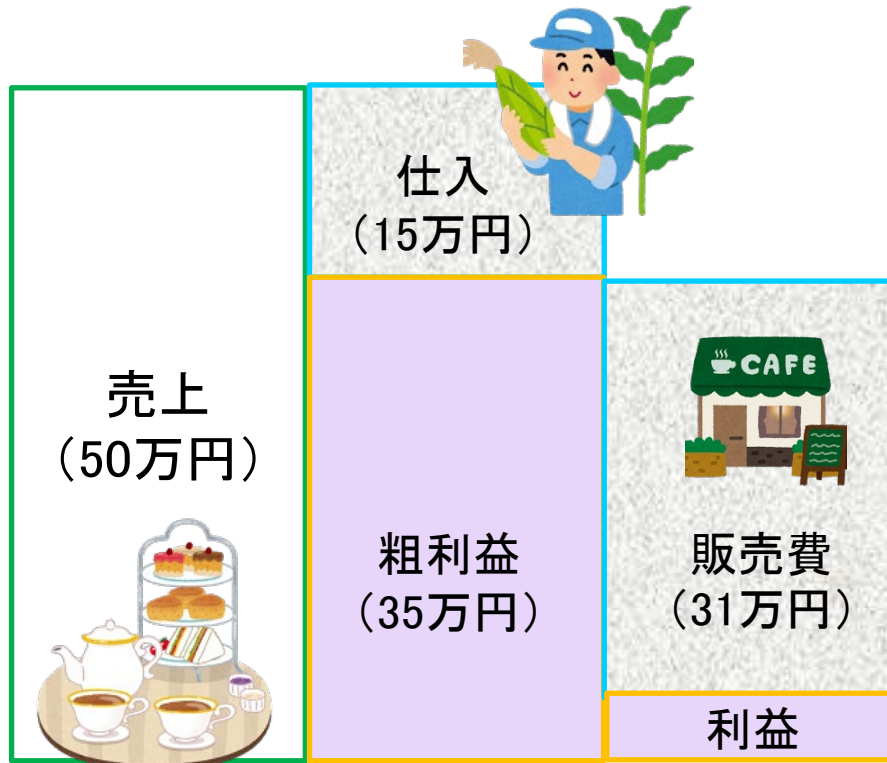 仕入
（15万円）
売上
（50万円）
CAFE
粗利益
（35万円）
販売費
（31万円）
利益